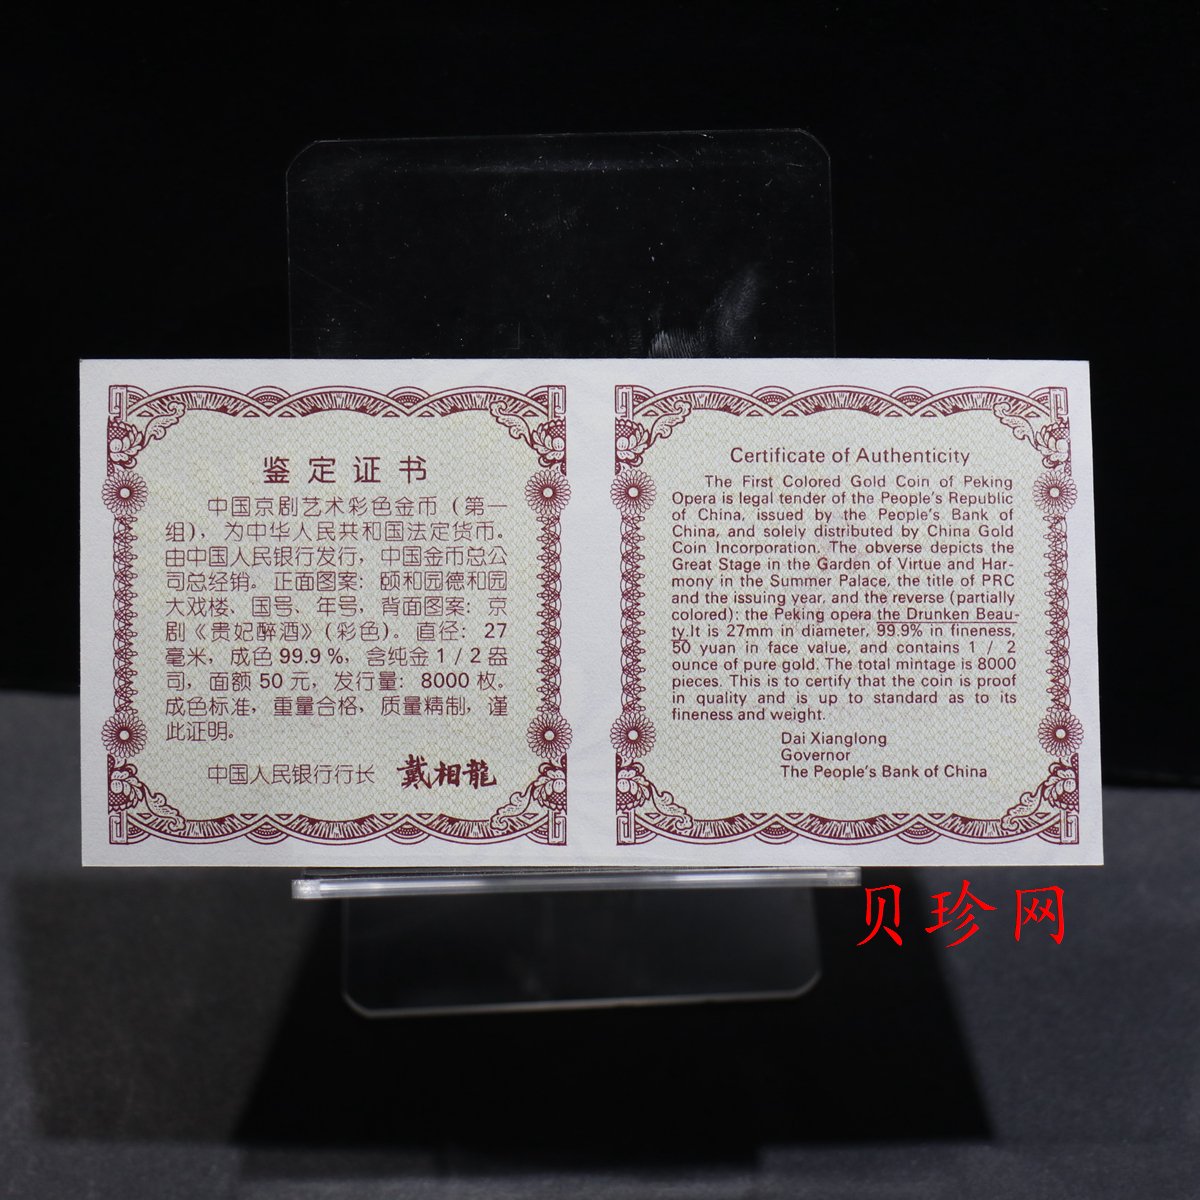 鉴定证书
中国京剧艺术彩色金币（第一
组），为中华人民共和国法定货币。
由中国人民银行发行，中国金币总公
司总经销。正面图案：颐和园德和园
大戏楼、国号、年号，背面图案：京
剧《贵妃醉酒》（彩色）。直径：27
毫米，成色99.9%，含纯金1/2盎
司，面额50元，发行量：8000枚。
成色标准，重量合格，质量精制，谨
此证明。
中国人民银行行长 戴相龍
Certificate of Authenticity
The First Colored Gold Coin of Peking
Opera is legal tender of the People's Republic
of China, issued by the People's Bank of
China, and solely distributed by China Gold
Coin Incorporation. The obverse depicts the
Great Stage in the Garden of Virtue and Har-
mony in the Summer Palace, the title of PRC
and the issuing year, and the reverse (partially
colored): the Peking opera the Drunken Beau-
ty.It is 27mm in diameter, 99.9% in fineness,
50 yuan in face value, and contains 1 / 2
ounce of pure gold. The total mintage is 8000
pieces. This is to certify that the coin is proof
in quality and is up to standard as to its
fineness and weight.
Dai Xianglong
Governor
The People's Bank of China
贝珍网